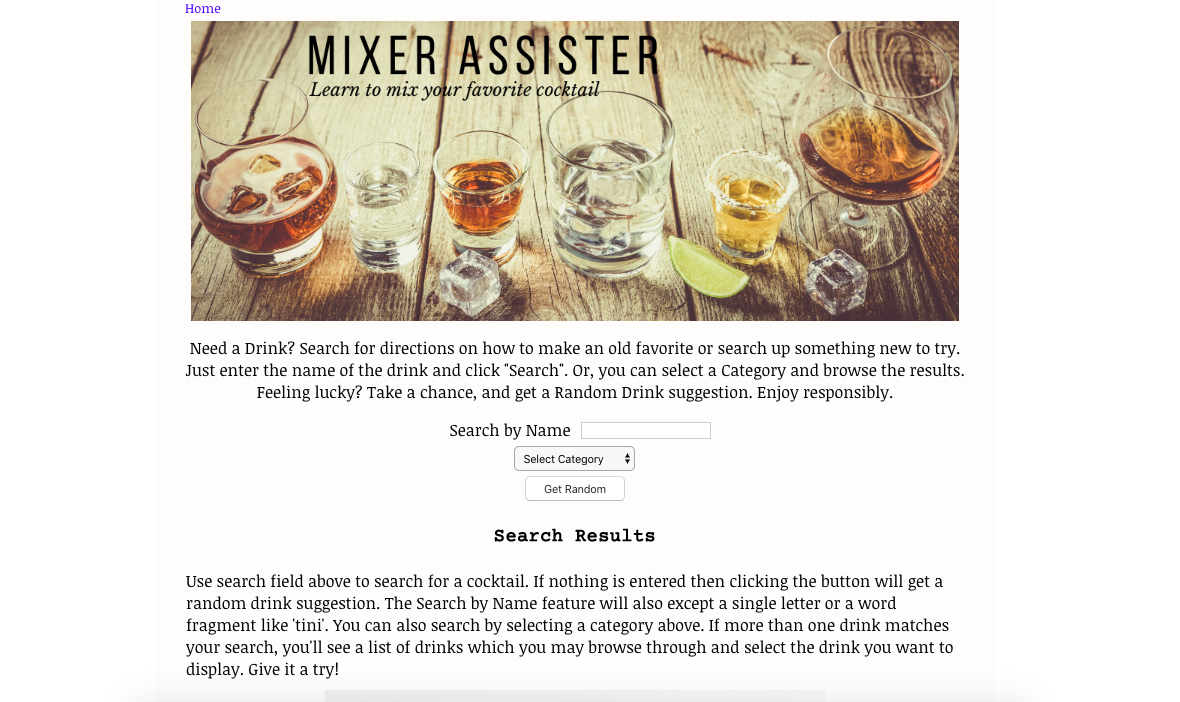 Home
MIXER ASSISTER
Learn to mix your favorite cocktail
Need a Drink? Search for directions on how to make an old favorite or search up something new to try.
Just enter the name of the drink and click "Search". Or, you can select a Category and browse the results.
Feeling lucky? Take a chance, and get a Random Drink suggestion. Enjoy responsibly.
Search by Name
Select Category
Get Random
Search Results
Use search field above to search for a cocktail. If nothing is entered then clicking the button will get a
random drink suggestion. The Search by Name feature will also except a single letter or a word
fragment like 'tini'. You can also search by selecting a category above. If more than one drink matches
your search, you'll see a list of drinks which you may browse through and select the drink you want to
display. Give it a try!